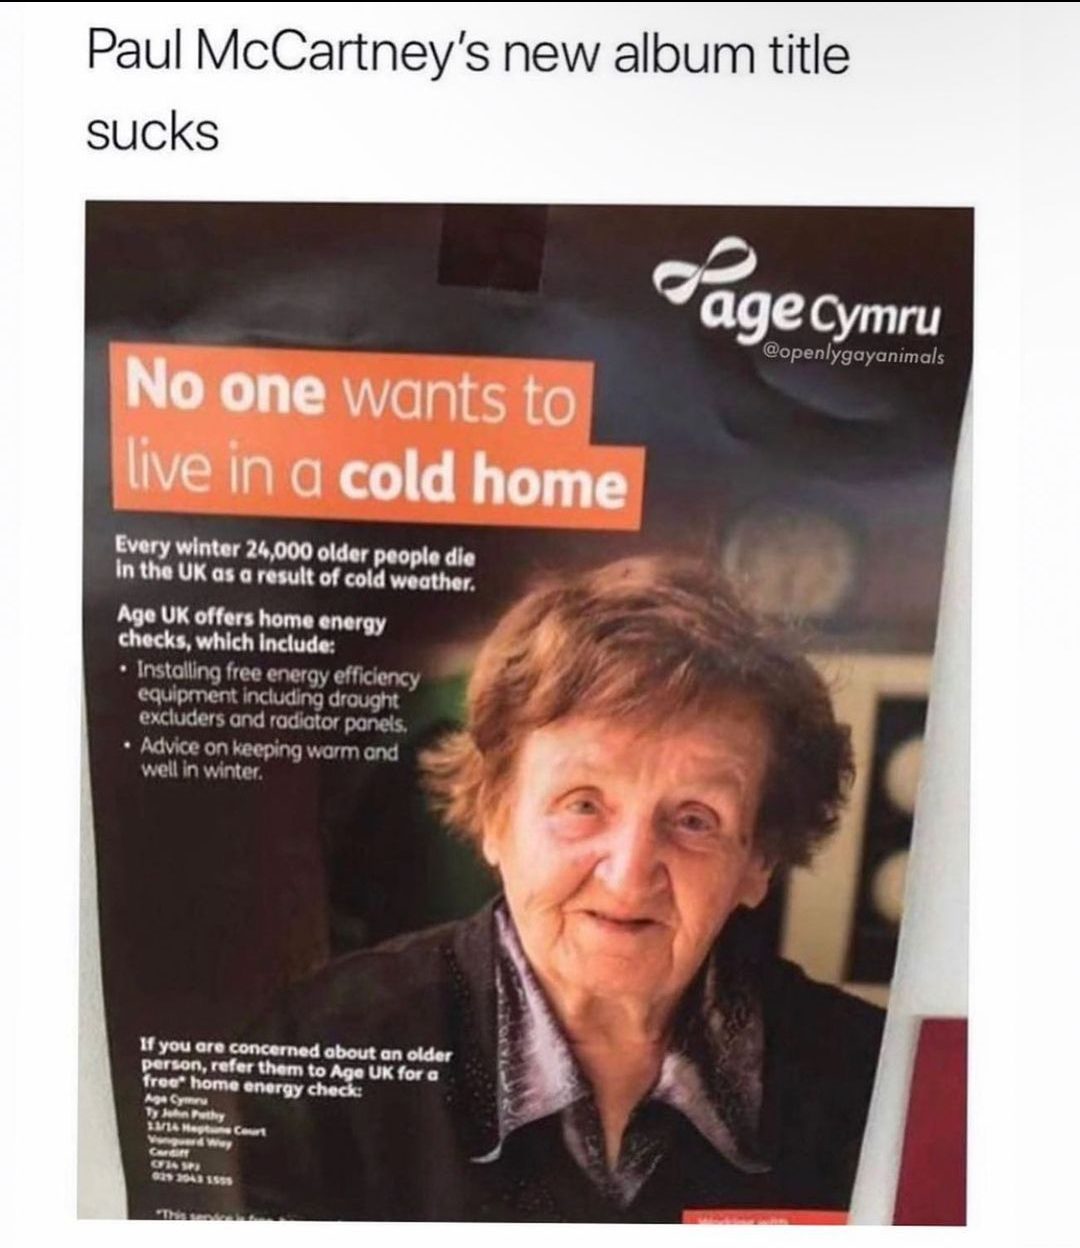 Paul McCartney's new album title
sucks
age Cymru
@openlygayanimals
No one wants to
live in a cold home
Every winter 24,000 older people die
in the UK as a result of cold weather.
Age UK offers home energy
checks, which include:
• Installing free energy efficiency
equipment including draught
excluders and radiator panels.
• Advice on keeping warm and
well in winter.
If you are concerned about an older
person, refer them to Age UK for a
free* home energy check:
Age Cymru
Ty John Pathy
13/14 Neptune Court
Vanguard Way
Cardiff
CF24 5PJ
029 2043 1555
*This service is